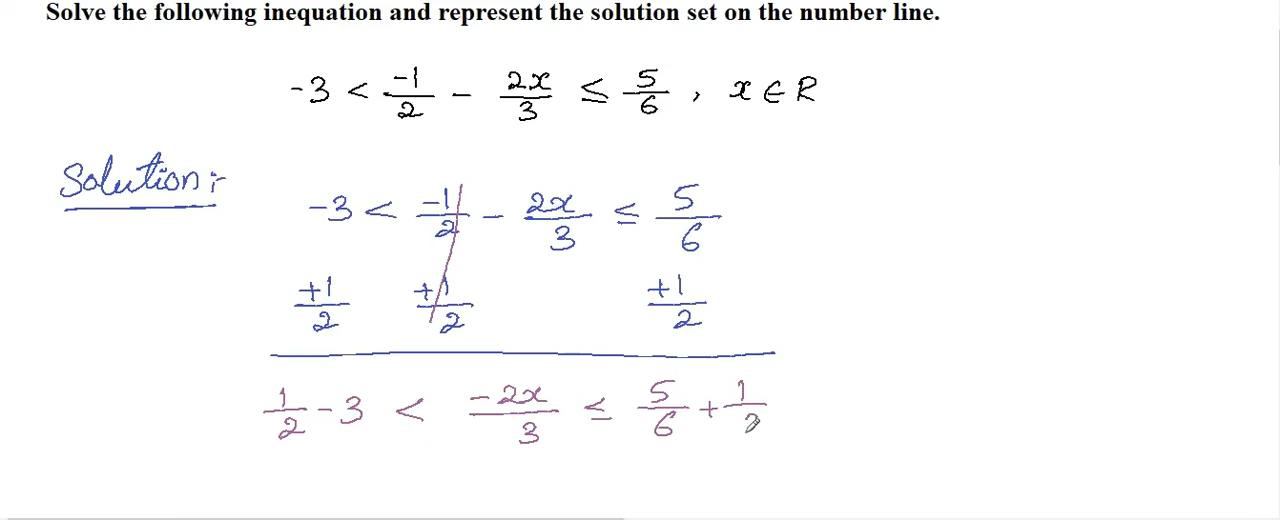 Solve the following inequation and represent the solution set on the number line.
-3 < -1/2 - 2x/3 ≤ 5/6 , x ∈ R
Solution:-
-3 < -1/2 - 2x/3 ≤ 5/6
+1/2 +1/2 +1/2
1/2 - 3 < -2x/3 ≤ 5/6 + 1/2